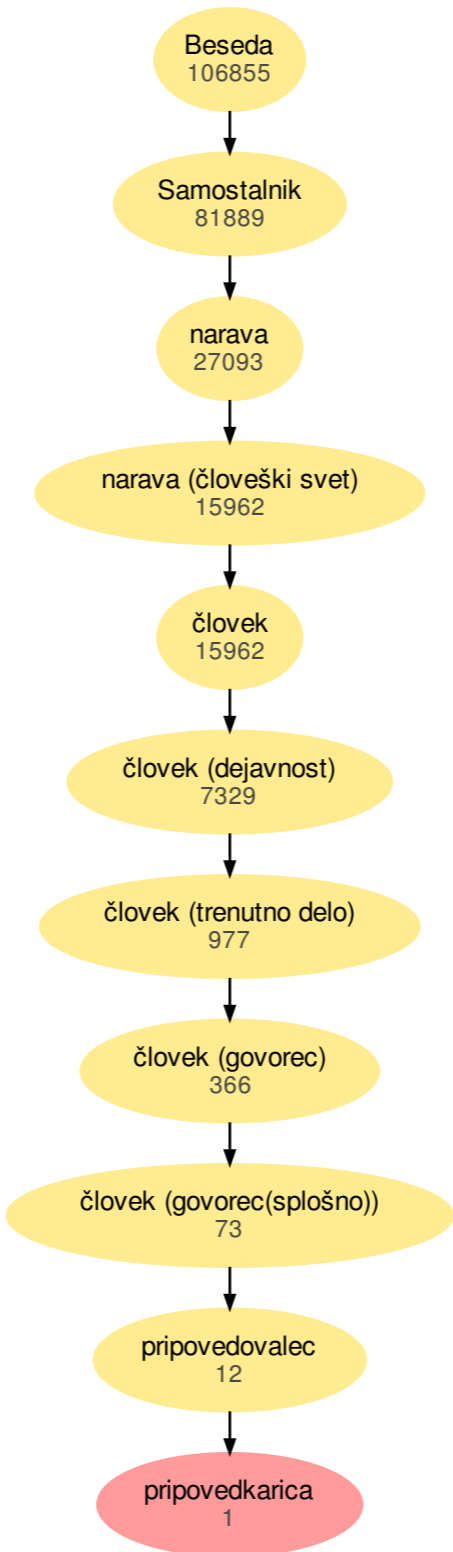 Beseda
106855
Samostalnik
81889
narava
27093
narava (človeški svet)
15962
človek
15962
človek (dejavnost)
7329
človek (trenutno delo)
977
človek (govorec)
366
človek (govorec(splošno))
73
pripovedovalec
12
pripovedkarica
1